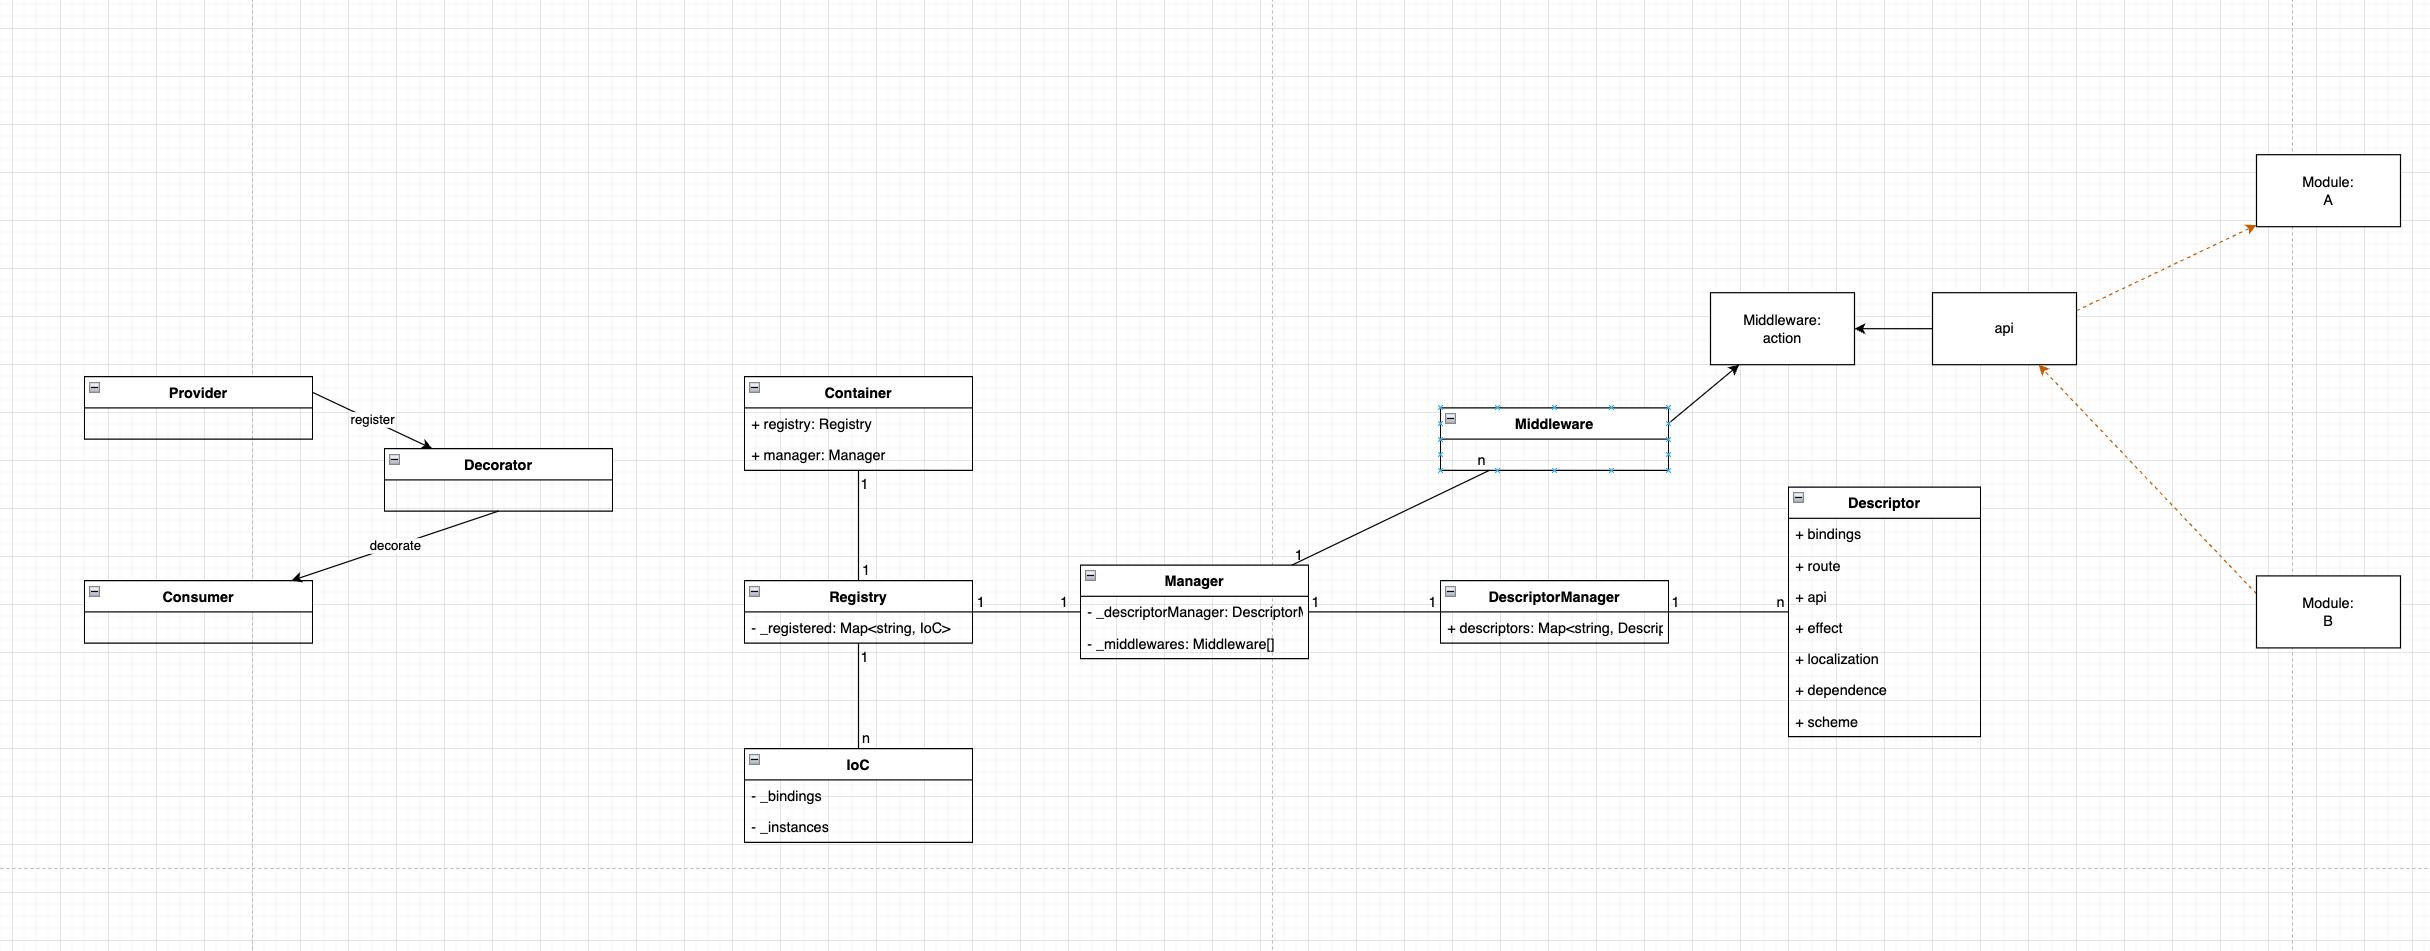 Provider
register
Decorator
decorate
Consumer
Container
+ registry: Registry
+ manager: Manager
1
1
Registry
- _registered: Map<string, IoC>
1
n
IoC
- _bindings
- _instances
1
1
Manager
- _descriptorManager: DescriptorM
- _middlewares: Middleware[]
1
n
Middleware
1
1
DescriptorManager
+ descriptors: Map<string, Descrip
1
n
Descriptor
+ bindings
+ route
+ api
+ effect
+ localization
+ dependence
+ scheme
Middleware:
action
api
Module:
A
Module:
B